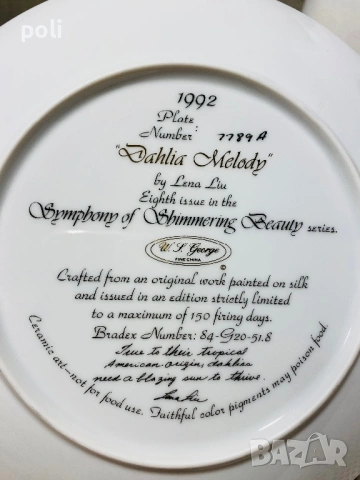 poli
1992
Plate
Number: 7789A
"Dahlia Melody"
by Lena Liu
Eighth issue in the
Symphony of Shimmering Beauty series.
W. S. George
FINE CHINA
©
Crafted from an original work painted on silk
and issued in an edition strictly limited
to a maximum of 150 firing days.
Bradex Number: 84-G20-51.8
True to their tropical
American origin, dahlias
need a blazing sun to thrive.
Lena Liu
Ceramic art—not for food use. Faithful color pigments may poison food.
BAZAR